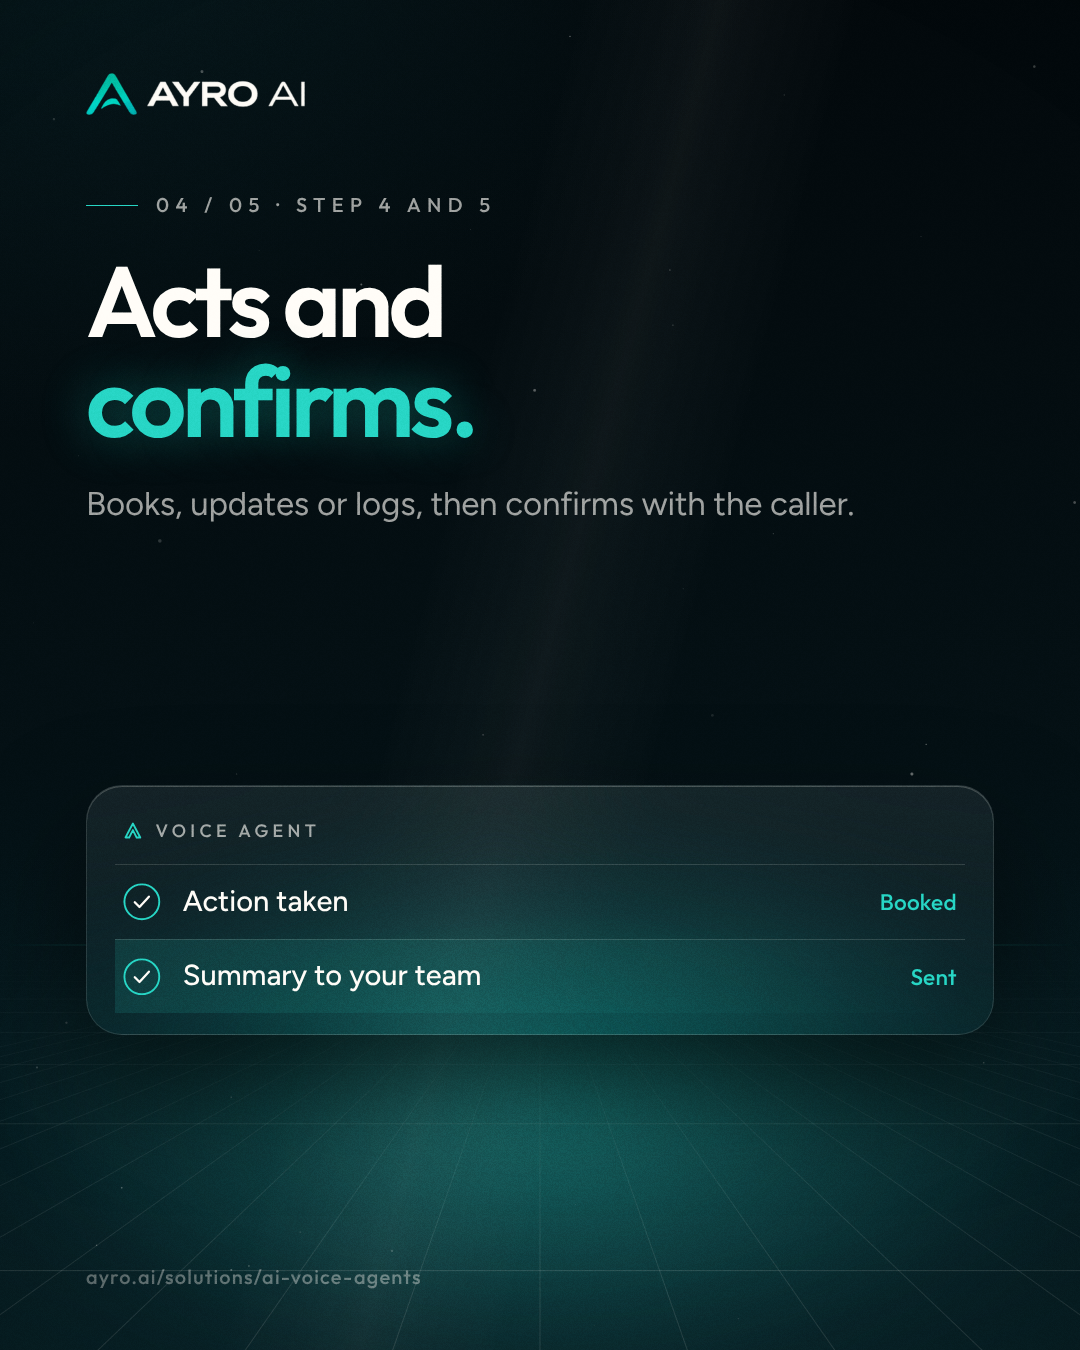 AYRO AI
04 / 05 · STEP 4 AND 5
Acts and
confirms.
Books, updates or logs, then confirms with the caller.
VOICE AGENT
Action taken
Booked
Summary to your team
Sent
ayro.ai/solutions/ai-voice-agents